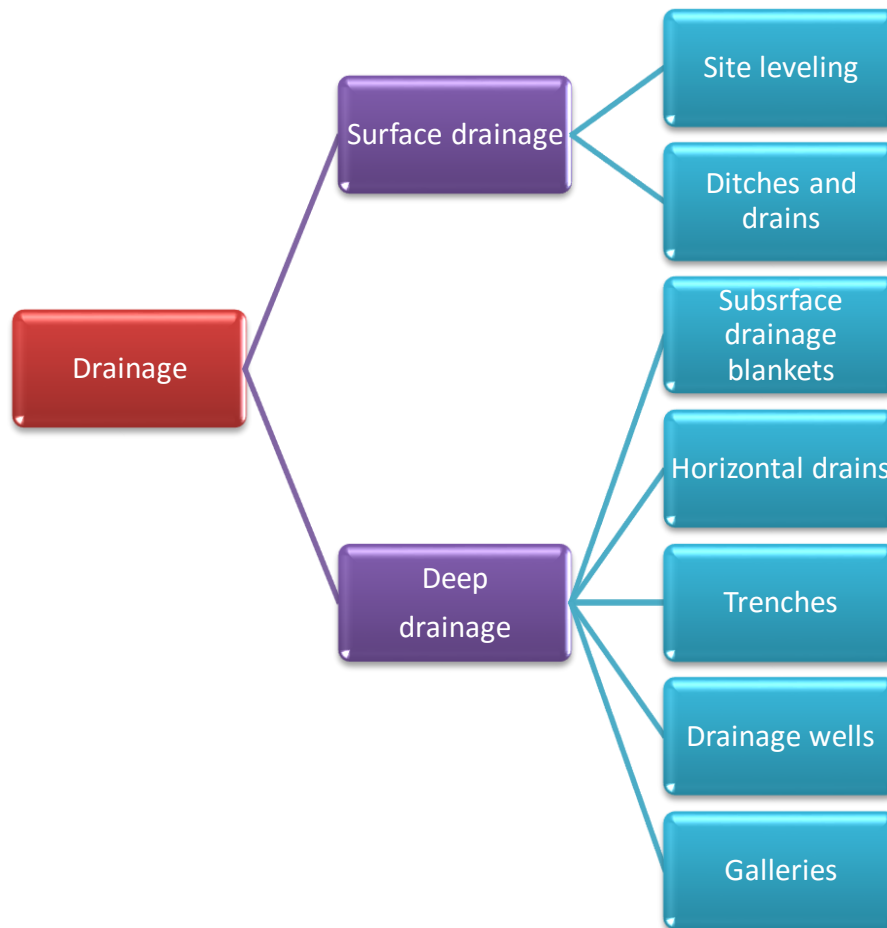 Drainage
Surface drainage
Site leveling
Ditches and
drains
Deep
drainage
Subsrface
drainage
blankets
Horizontal drains
Trenches
Drainage wells
Galleries